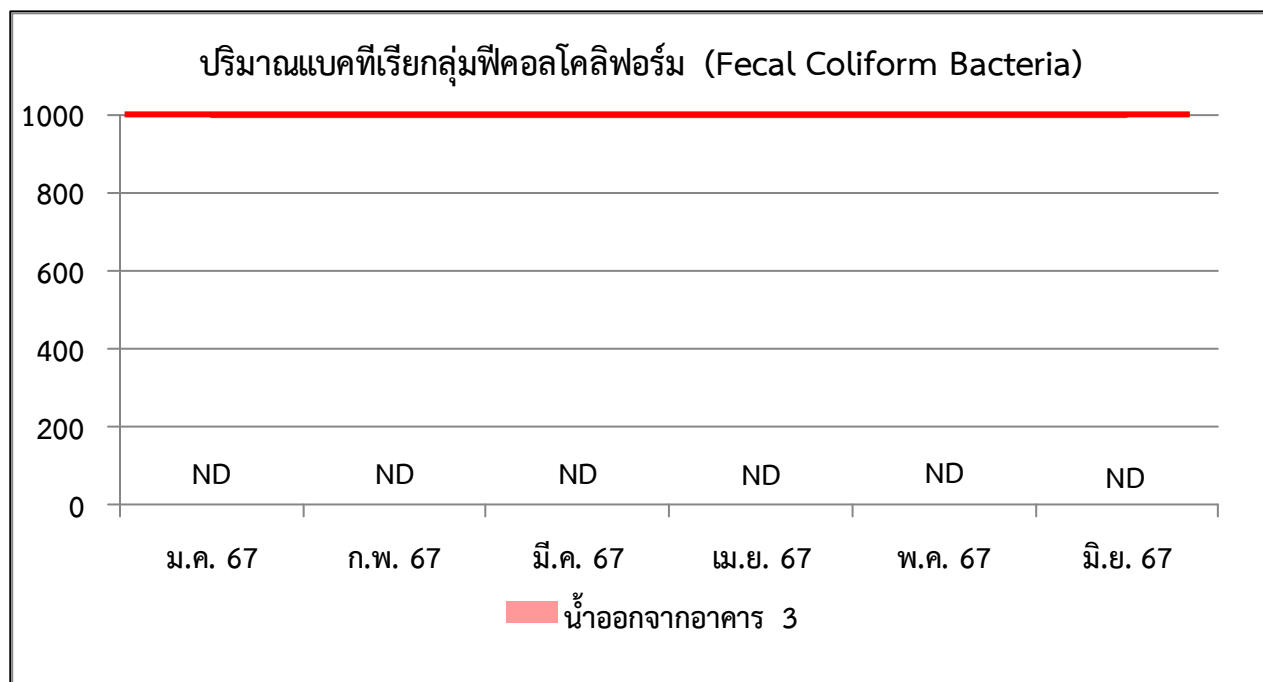 ปริมาณแบคทีเรียกลุ่มฟีคอลโคลิฟอร์ม (Fecal Coliform Bacteria)
1000
800
600
400
200
0
ND ND ND ND ND ND
ม.ค. 67 ก.พ. 67 มี.ค. 67 เม.ย. 67 พ.ค. 67 มิ.ย. 67
น้ำออกจากอาคาร 3